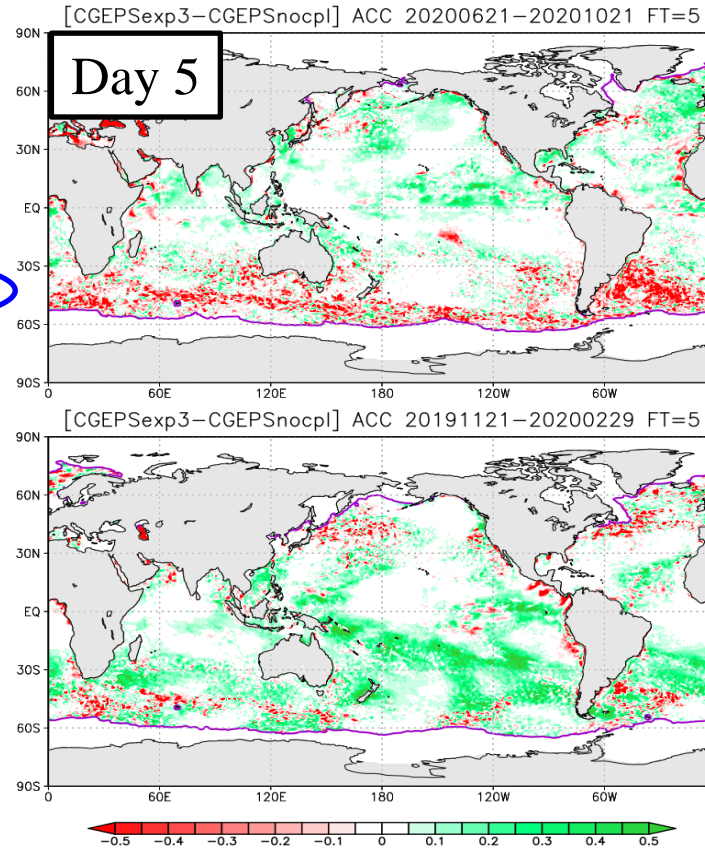 [CGEPSexp3−CGEPSnocpl] ACC 20200621−20201021 FT=5
Day 5
90N
60N
30N
EQ
30S
60S
90S
0 60E 120E 180 120W 60W
[CGEPSexp3−CGEPSnocpl] ACC 20191121−20200229 FT=5
90N
60N
30N
EQ
30S
60S
90S
0 60E 120E 180 120W 60W
−0.5 −0.4 −0.3 −0.2 −0.1 0 0.1 0.2 0.3 0.4 0.5